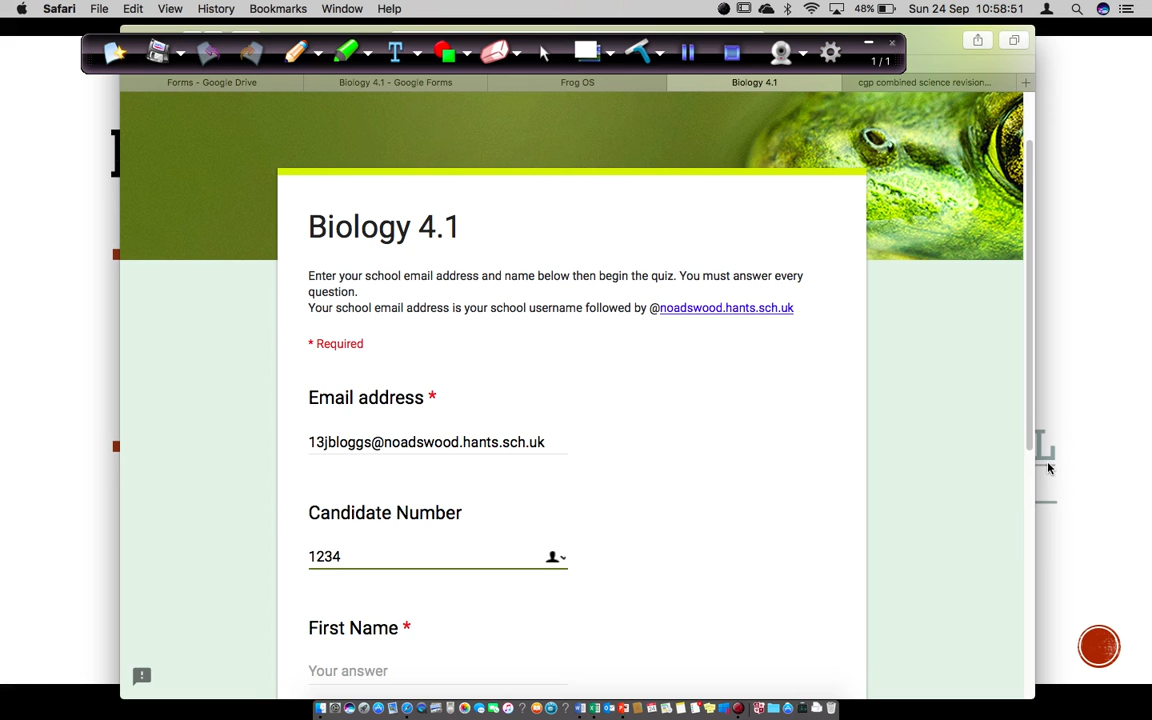 Safari File Edit View History Bookmarks Window Help 48% Sun 24 Sep 10:58:51
T
1 / 1
Forms - Google Drive Biology 4.1 - Google Forms Frog OS Biology 4.1 cgp combined science revision...
Biology 4.1
Enter your school email address and name below then begin the quiz. You must answer every
question.
Your school email address is your school username followed by @noadswood.hants.sch.uk
* Required
Email address *
13jbloggs@noadswood.hants.sch.uk
L
Candidate Number
1234
First Name *
Your answer